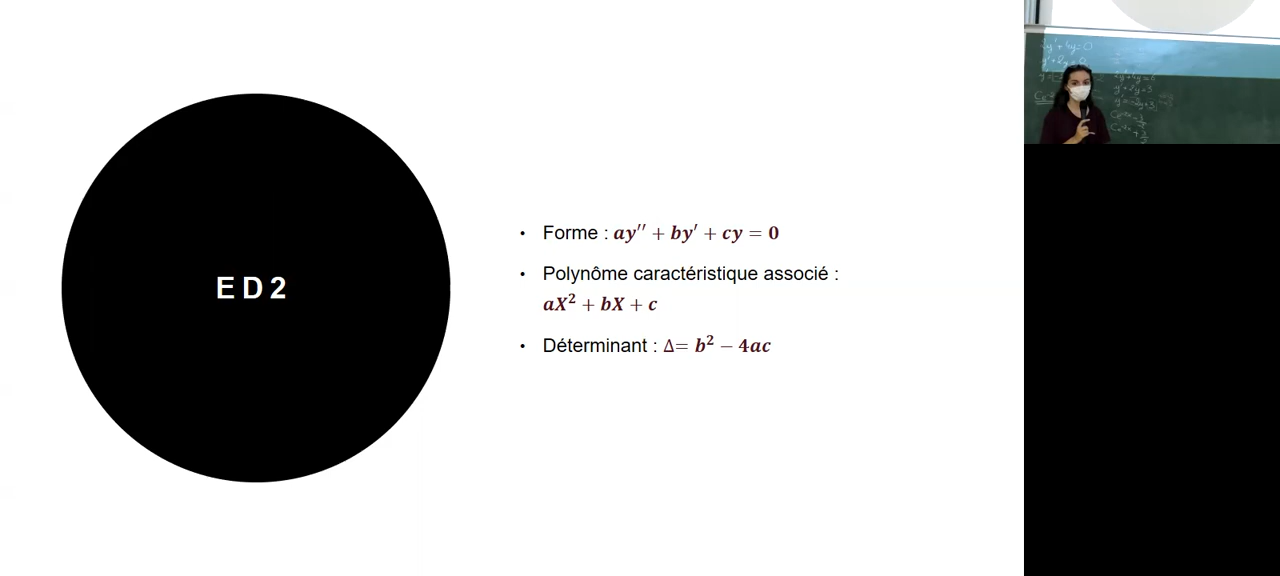 ED2
• Forme : ay′′ + by′ + cy = 0
• Polynôme caractéristique associé :
aX² + bX + c
• Déterminant : Δ= b² − 4ac